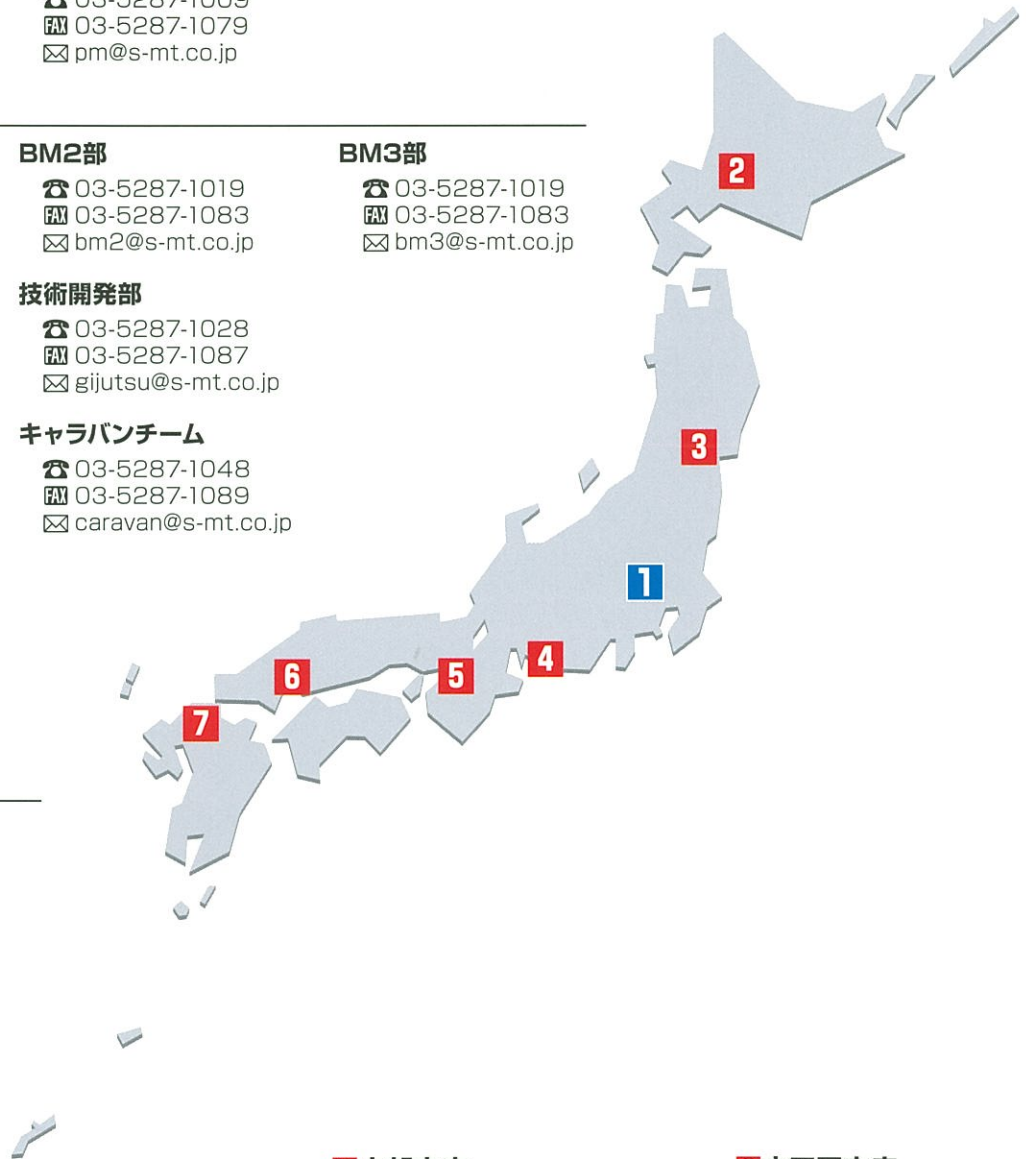 03-5287-1009
FAX 03-5287-1079
pm@s-mt.co.jp
BM2部
03-5287-1019
FAX 03-5287-1083
bm2@s-mt.co.jp
BM3部
03-5287-1019
FAX 03-5287-1083
bm3@s-mt.co.jp
技術開発部
03-5287-1028
FAX 03-5287-1087
gijutsu@s-mt.co.jp
キャラバンチーム
03-5287-1048
FAX 03-5287-1089
caravan@s-mt.co.jp
2
3
1
4
5
6
7